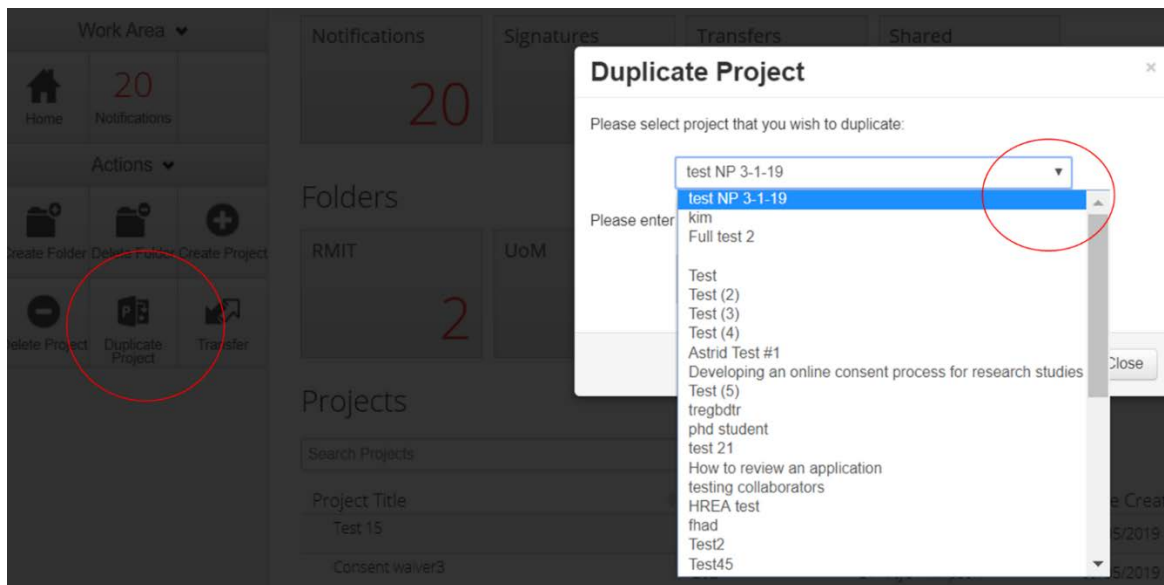 Work Area
Home
20
Notifications
Actions
Create Folder
Delete Folder
Create Project
Delete Project
Duplicate
Project
Transfer
Notifications
20
Signatures
Transfers
Shared
Folders
RMIT
2
UoM
Projects
Search Projects
Project Title
Test 15
Consent waiver3
Duplicate Project
×
Please select project that you wish to duplicate:
test NP 3-1-19
Please enter
test NP 3-1-19
kim
Full test 2
Test
Test (2)
Test (3)
Test (4)
Astrid Test #1
Developing an online consent process for research studies
Test (5)
tregbdtr
phd student
test 21
How to review an application
testing collaborators
HREA test
fhad
Test2
Test45
Close
5/2019
5/2019